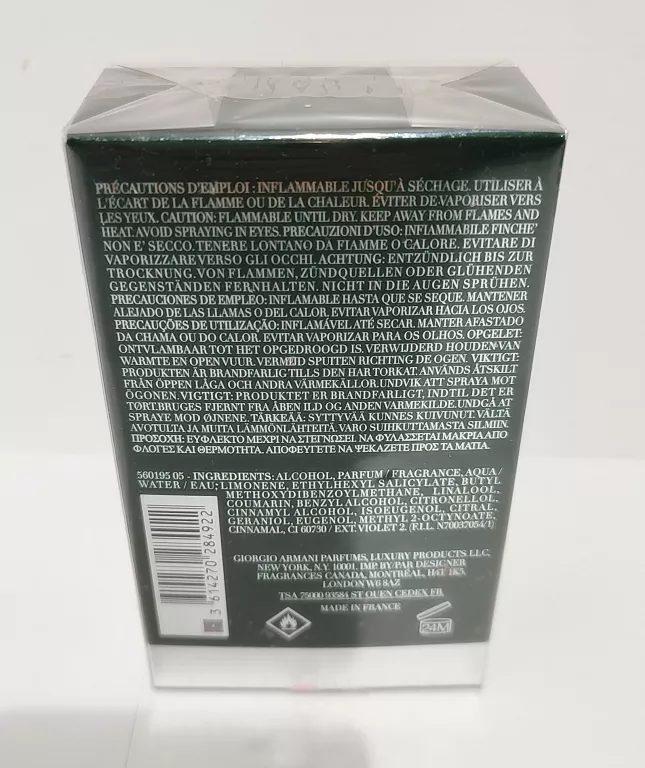 PRÉCAUTIONS D'EMPLOI : INFLAMMABLE JUSQU'À SÉCHAGE. UTILISER À
L'ÉCART DE LA FLAMME OU DE LA CHALEUR. ÉVITER DE VAPORISER VERS
LES YEUX. CAUTION: FLAMMABLE UNTIL DRY. KEEP AWAY FROM FLAMES AND
HEAT. AVOID SPRAYING IN EYES. PRECAUZIONI D'USO: INFIAMMABILE FINCHE'
NON E' SECCO. TENERE LONTANO DA FIAMME O CALORE. EVITARE DI
VAPORIZZARE VERSO GLI OCCHI. ACHTUNG: ENTZÜNDLICH BIS ZUR
TROCKNUNG. VON FLAMMEN, ZÜNDQUELLEN ODER GLÜHENDEN
GEGENSTÄNDEN FERNHALTEN. NICHT IN DIE AUGEN SPRÜHEN.
PRECAUCIONES DE EMPLEO: INFLAMABLE HASTA QUE SE SEQUE. MANTENER
ALEJADO DE LAS LLAMAS O DEL CALOR. EVITAR VAPORIZAR HACIA LOS OJOS.
PRECAUÇÕES DE UTILIZAÇÃO: INFLAMÁVEL ATÉ SECAR. MANTER AFASTADO
DA CHAMA OU DO CALOR. EVITAR VAPORIZAR PARA OS OLHOS. OPGELET:
ONTVLAMBAAR TOT HET OPGEDROOGD IS. VERWIJDERD HOUDEN VAN
WARMTE EN OPEN VUUR. VERMIJD SPUITEN RICHTING DE OGEN. VIKTIGT:
PRODUKTEN ÄR BRANDFARLIG TILLS DEN HAR TORKAT. ANVÄNDS ÅTSKILT
FRÅN ÖPPEN LÅGA OCH ANDRA VÄRMEKÄLLOR. UNDVIK ATT SPRAYA MOT
ÖGONEN. VIGTIGT: PRODUKTET ER BRANDFARLIGT, INDTIL DET ER
TØRT. BRUGES FJERNT FRA ÅBEN ILD OG ANDEN VARMEKILDE. UNDGÅ AT
SPRAYE MOD ØJNENE. TÄRKEÄÄ: SYTTYVÄÄ KUNNES KUIVUNUT. VÄLTÄ
AVOTULTA JA MUITA LÄMMÖNLÄHTEITÄ. VARO SUIHKUTTAMASTA SILMIIN.
ΠΡΟΣΟΧΗ: ΕΥΦΛΕΚΤΟ ΜΕΧΡΙ ΝΑ ΣΤΕΓΝΩΣΕΙ. ΝΑ ΦΥΛΑΣΣΕΤΑΙ ΜΑΚΡΙΑ ΑΠΟ
ΦΛΟΓΕΣ ΚΑΙ ΘΕΡΜΟΤΗΤΑ. ΑΠΟΦΕΥΓΕΤΕ ΝΑ ΨΕΚΑΖΕΤΕ ΠΡΟΣ ΤΑ ΜΑΤΙΑ.
560195 05 - INGREDIENTS: ALCOHOL, PARFUM / FRAGRANCE, AQUA /
WATER / EAU; LIMONENE, ETHYLHEXYL SALICYLATE, BUTYL
METHOXYDIBENZOYLMETHANE, LINALOOL,
COUMARIN, BENZYL ALCOHOL, CITRONELLOL,
CINNAMYL ALCOHOL, ISOEUGENOL, CITRAL,
GERANIOL, EUGENOL, METHYL 2-OCTYNOATE,
CINNAMAL, CI 60730 / EXT. VIOLET 2. (F.I.L. N70037054/1)
GIORGIO ARMANI PARFUMS, LUXURY PRODUCTS LLC,
NEW YORK, N.Y. 10001. IMP. BY/PAR DESIGNER
FRAGRANCES CANADA, MONTRÉAL, H4T 1K5.
LONDON W6 8AZ
TSA 75000 93584 ST OUEN CEDEX FR
MADE IN FRANCE
3 614270 284922
24M